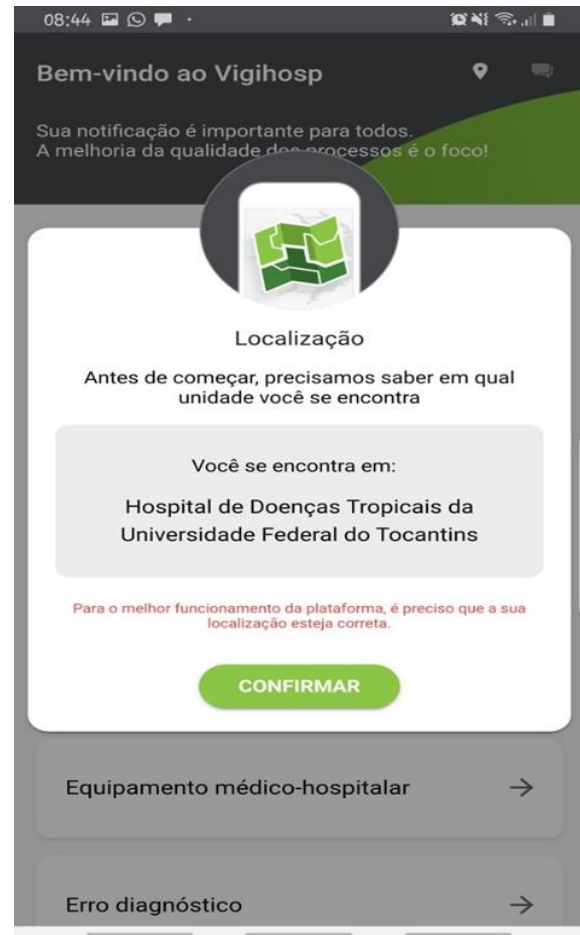 08:44
Bem-vindo ao Vigihosp
Sua notificação é importante para todos.
A melhoria da qualidade dos processos é o foco!
Localização
Antes de começar, precisamos saber em qual
unidade você se encontra
Você se encontra em:
Hospital de Doenças Tropicais da
Universidade Federal do Tocantins
Para o melhor funcionamento da plataforma, é preciso que a sua
localização esteja correta.
CONFIRMAR
Equipamento médico-hospitalar
Erro diagnóstico